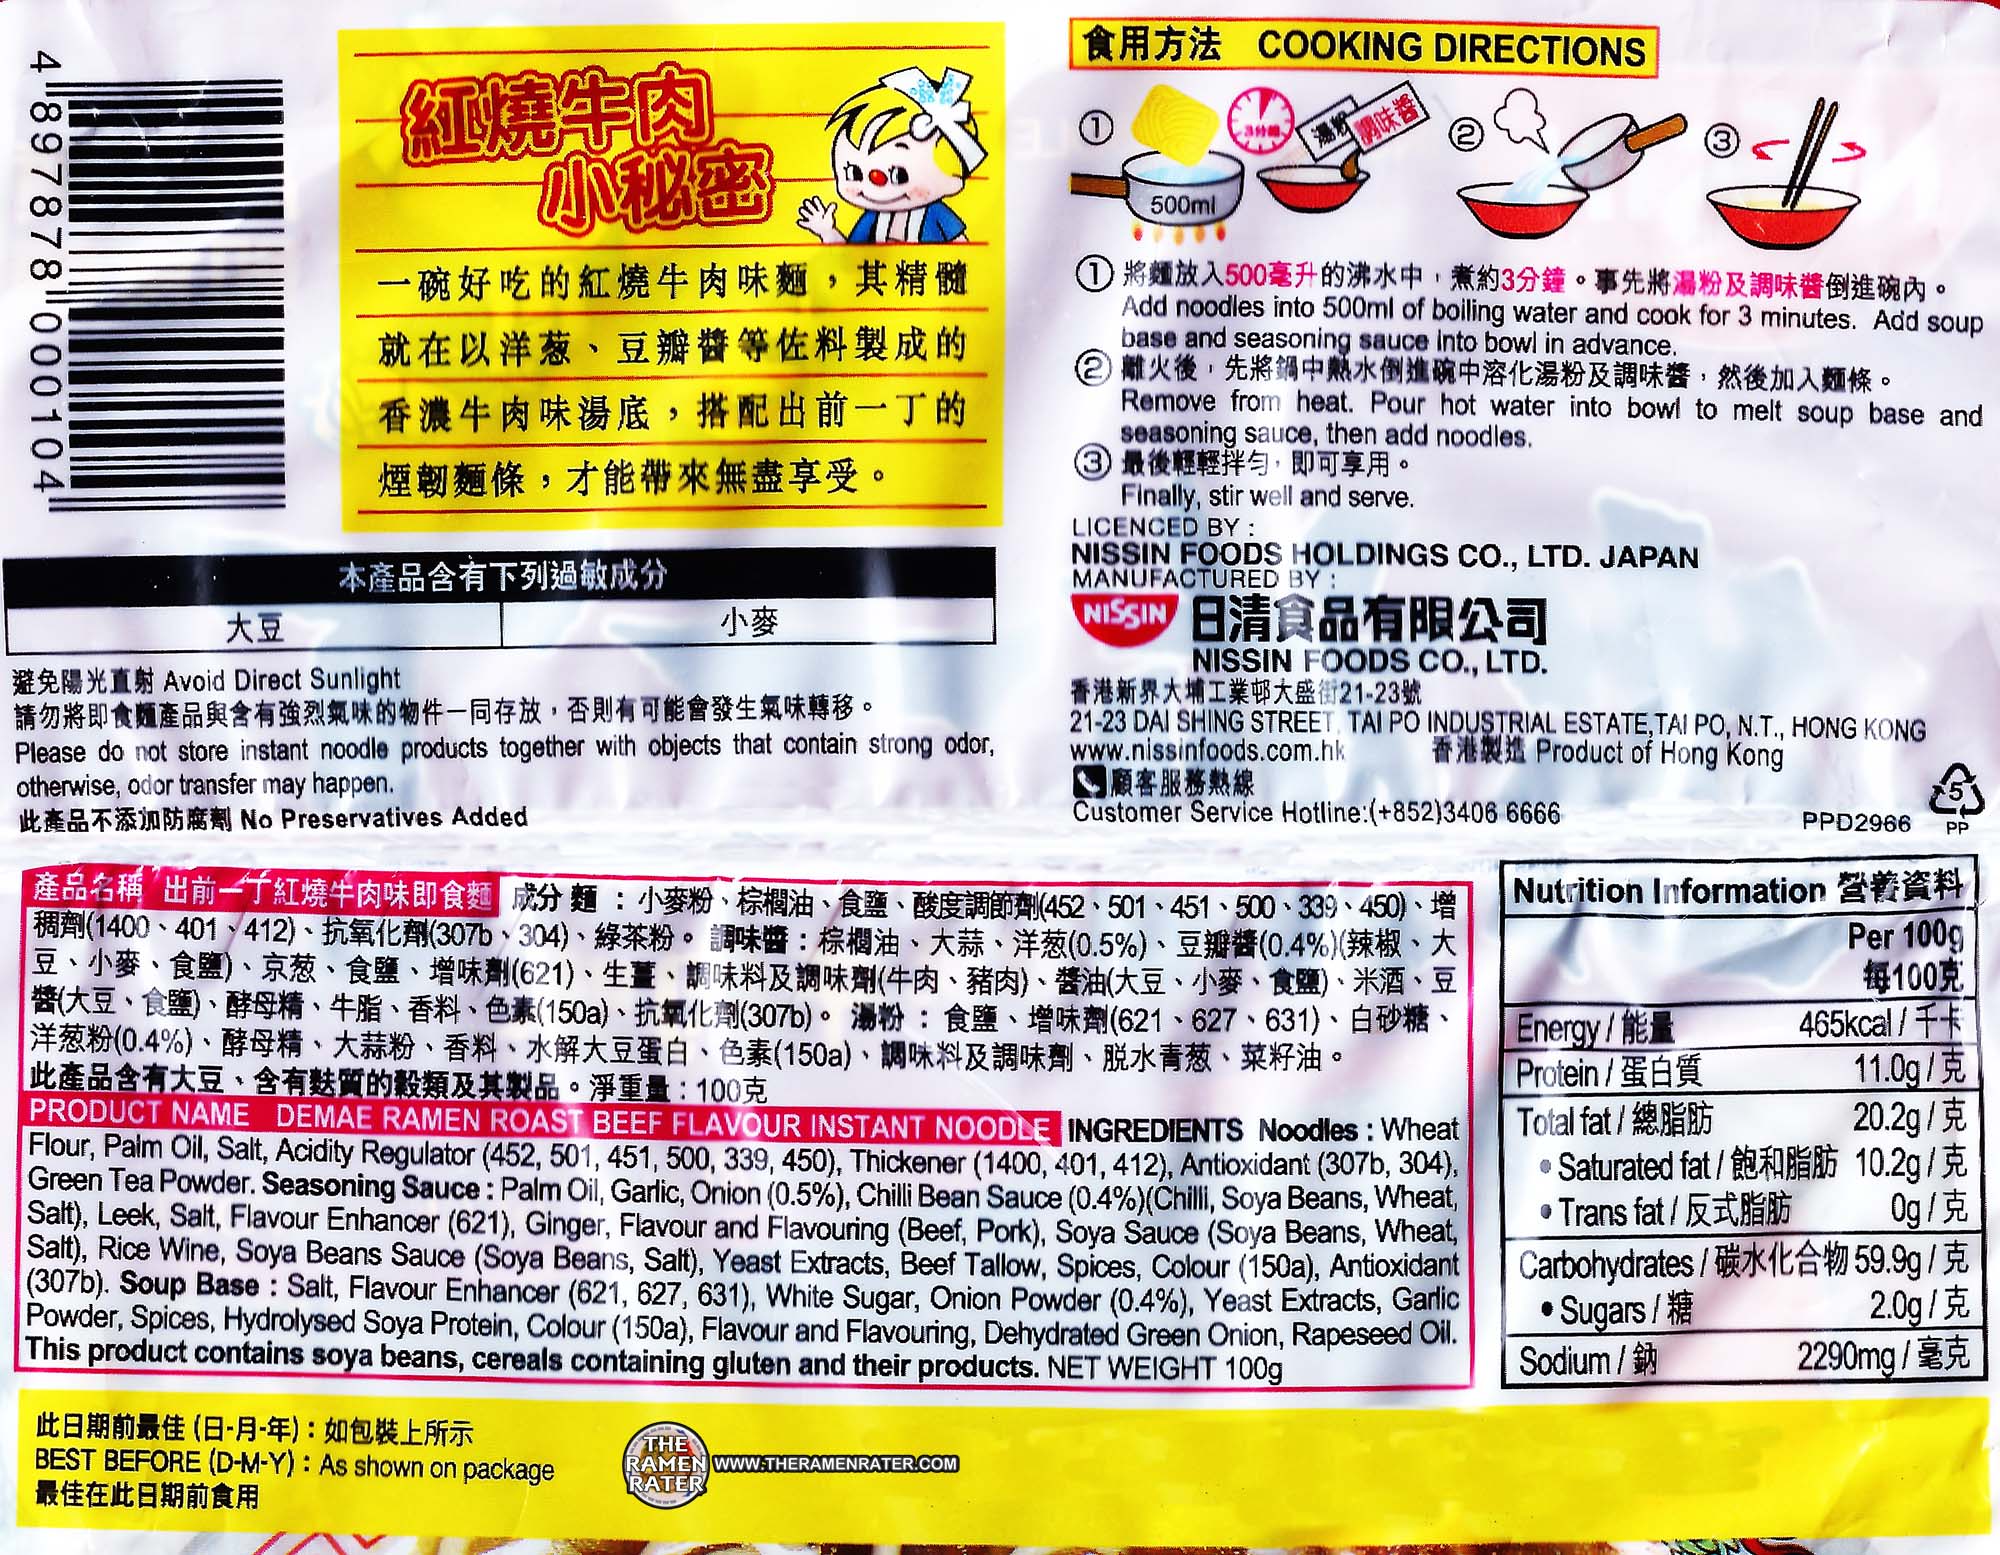 4 897878 000104
紅燒牛肉
小秘密
一碗好吃的紅燒牛肉味麵，其精髓
就在以洋葱、豆瓣醬等佐料製成的
香濃牛肉味湯底，搭配出前一丁的
煙韌麵條，才能帶來無盡享受。
本產品含有下列過敏成分
大豆 小麥
避免陽光直射 Avoid Direct Sunlight
請勿將即食麵產品與含有強烈氣味的物件一同存放，否則有可能會發生氣味轉移。
Please do not store instant noodle products together with objects that contain strong odor,
otherwise, odor transfer may happen.
此產品不添加防腐劑 No Preservatives Added
食用方法 COOKING DIRECTIONS
① 3分鐘 湯粉 調味醬 ② ③
500ml
① 將麵放入500毫升的沸水中，煮約3分鐘。事先將湯粉及調味醬倒進碗內。
Add noodles into 500ml of boiling water and cook for 3 minutes. Add soup
base and seasoning sauce into bowl in advance.
② 離火後，先將鍋中熱水倒進碗中溶化湯粉及調味醬，然後加入麵條。
Remove from heat. Pour hot water into bowl to melt soup base and
seasoning sauce, then add noodles.
③ 最後輕輕拌勻，即可享用。
Finally, stir well and serve.
LICENCED BY :
NISSIN FOODS HOLDINGS CO., LTD. JAPAN
MANUFACTURED BY :
NISSIN 日清食品有限公司
NISSIN FOODS CO., LTD.
香港新界大埔工業邨大盛街21-23號
21-23 DAI SHING STREET, TAI PO INDUSTRIAL ESTATE,TAI PO, N.T., HONG KONG
www.nissinfoods.com.hk 香港製造 Product of Hong Kong
顧客服務熱線
Customer Service Hotline:(+852)3406 6666
PPD2966
5
PP
產品名稱 出前一丁紅燒牛肉味即食麵 成分 麵：小麥粉、棕櫚油、食鹽、酸度調節劑(452、501、451、500、339、450)、增
稠劑(1400、401、412)、抗氧化劑(307b、304)、綠茶粉。 調味醬：棕櫚油、大蒜、洋葱(0.5%)、豆瓣醬(0.4%)(辣椒、大
豆、小麥、食鹽)、京葱、食鹽、增味劑(621)、生薑、調味料及調味劑(牛肉、豬肉)、醬油(大豆、小麥、食鹽)、米酒、豆
醬(大豆、食鹽)、酵母精、牛脂、香料、色素(150a)、抗氧化劑(307b)。 湯粉：食鹽、增味劑(621、627、631)、白砂糖、
洋葱粉(0.4%)、酵母精、大蒜粉、香料、水解大豆蛋白、色素(150a)、調味料及調味劑、脱水青葱、菜籽油。
此產品含有大豆、含有麩質的穀類及其製品。淨重量：100克
PRODUCT NAME DEMAE RAMEN ROAST BEEF FLAVOUR INSTANT NOODLE INGREDIENTS Noodles : Wheat
Flour, Palm Oil, Salt, Acidity Regulator (452, 501, 451, 500, 339, 450), Thickener (1400, 401, 412), Antioxidant (307b, 304),
Green Tea Powder. Seasoning Sauce : Palm Oil, Garlic, Onion (0.5%), Chilli Bean Sauce (0.4%)(Chilli, Soya Beans, Wheat,
Salt), Leek, Salt, Flavour Enhancer (621), Ginger, Flavour and Flavouring (Beef, Pork), Soya Sauce (Soya Beans, Wheat,
Salt), Rice Wine, Soya Beans Sauce (Soya Beans, Salt), Yeast Extracts, Beef Tallow, Spices, Colour (150a), Antioxidant
(307b). Soup Base : Salt, Flavour Enhancer (621, 627, 631), White Sugar, Onion Powder (0.4%), Yeast Extracts, Garlic
Powder, Spices, Hydrolysed Soya Protein, Colour (150a), Flavour and Flavouring, Dehydrated Green Onion, Rapeseed Oil.
This product contains soya beans, cereals containing gluten and their products. NET WEIGHT 100g
Nutrition Information 營養資料
Per 100g
每100克
Energy / 能量 465kcal / 千卡
Protein / 蛋白質 11.0g / 克
Total fat / 總脂肪 20.2g / 克
• Saturated fat / 飽和脂肪 10.2g / 克
• Trans fat / 反式脂肪 0g / 克
Carbohydrates / 碳水化合物 59.9g / 克
• Sugars / 糖 2.0g / 克
Sodium / 鈉 2290mg / 毫克
此日期前最佳 (日-月-年)：如包裝上所示
BEST BEFORE (D-M-Y) : As shown on package
最佳在此日期前食用
THE
RAMEN
RATER
WWW.THERAMENRATER.COM